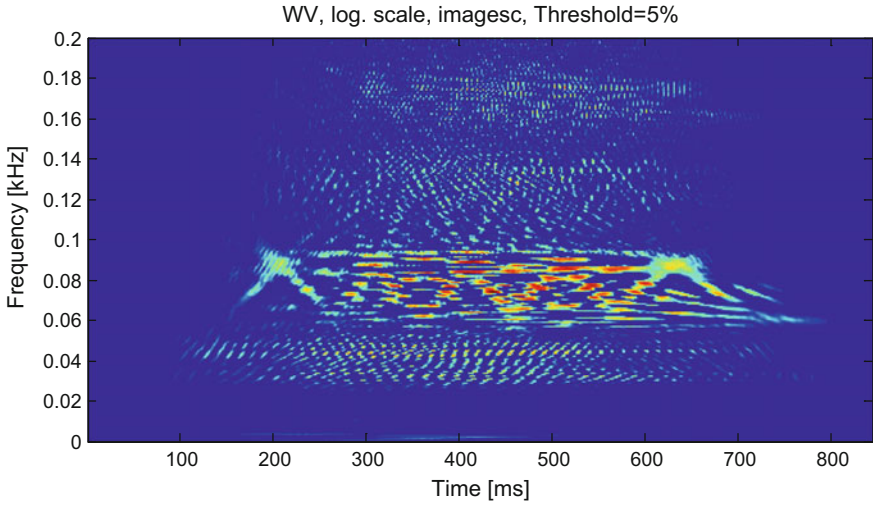 WV, log. scale, imagesc, Threshold=5%
0.2
0.18
0.16
0.14
0.12
0.1
0.08
0.06
0.04
0.02
0
Frequency [kHz]
100 200 300 400 500 600 700 800
Time [ms]